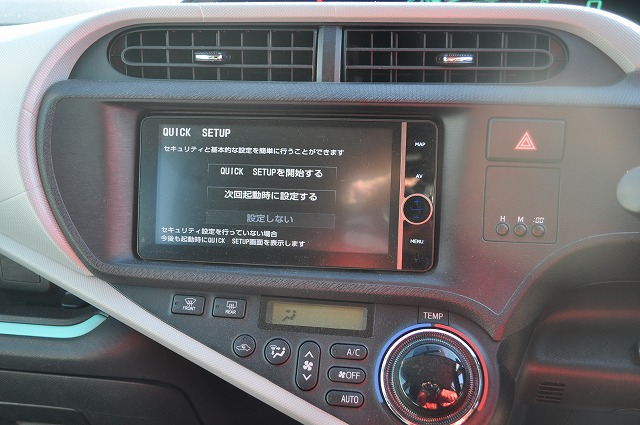 QUICK SETUP
セキュリティと基本的な設定を簡単に行うことができます
QUICK SETUPを開始する
次回起動時に設定する
設定しない
セキュリティ設定を行っていない場合
今後も起動時にQUICK SETUP画面を表示します
MAP
AV
MENU
H M :00
FRONT
REAR
TEMP
A/C
OFF
AUTO